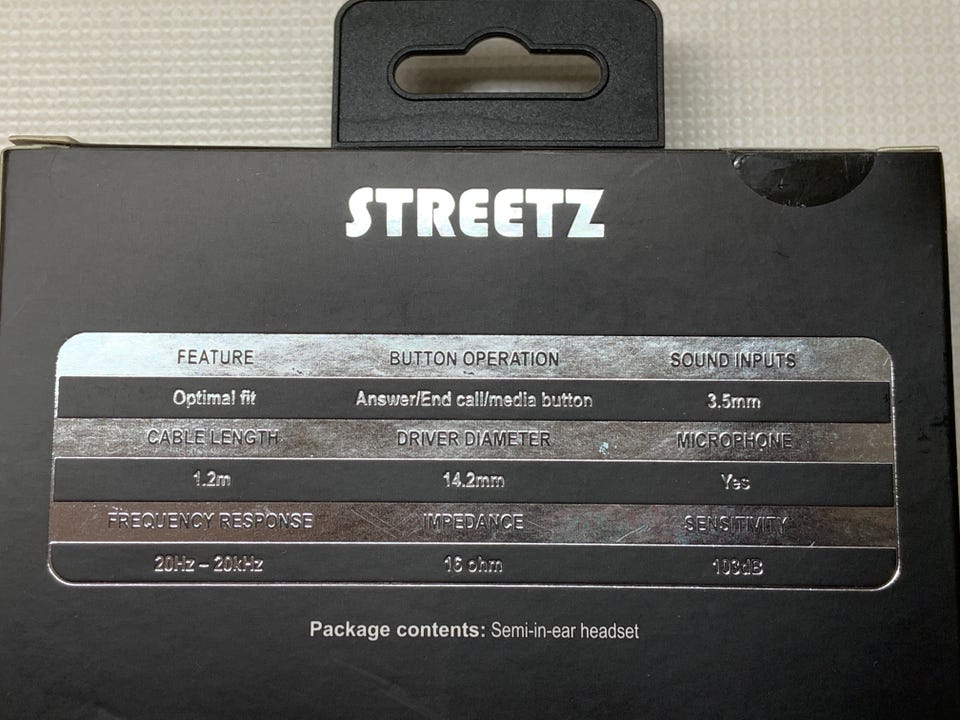 STREETZ
FEATURE BUTTON OPERATION SOUND INPUTS
Optimal fit Answer/End call/media button 3.5mm
CABLE LENGTH DRIVER DIAMETER MICROPHONE
1.2m 14.2mm Yes
FREQUENCY RESPONSE IMPEDANCE SENSITIVITY
20Hz – 20kHz 16 ohm 103dB
Package contents: Semi-in-ear headset